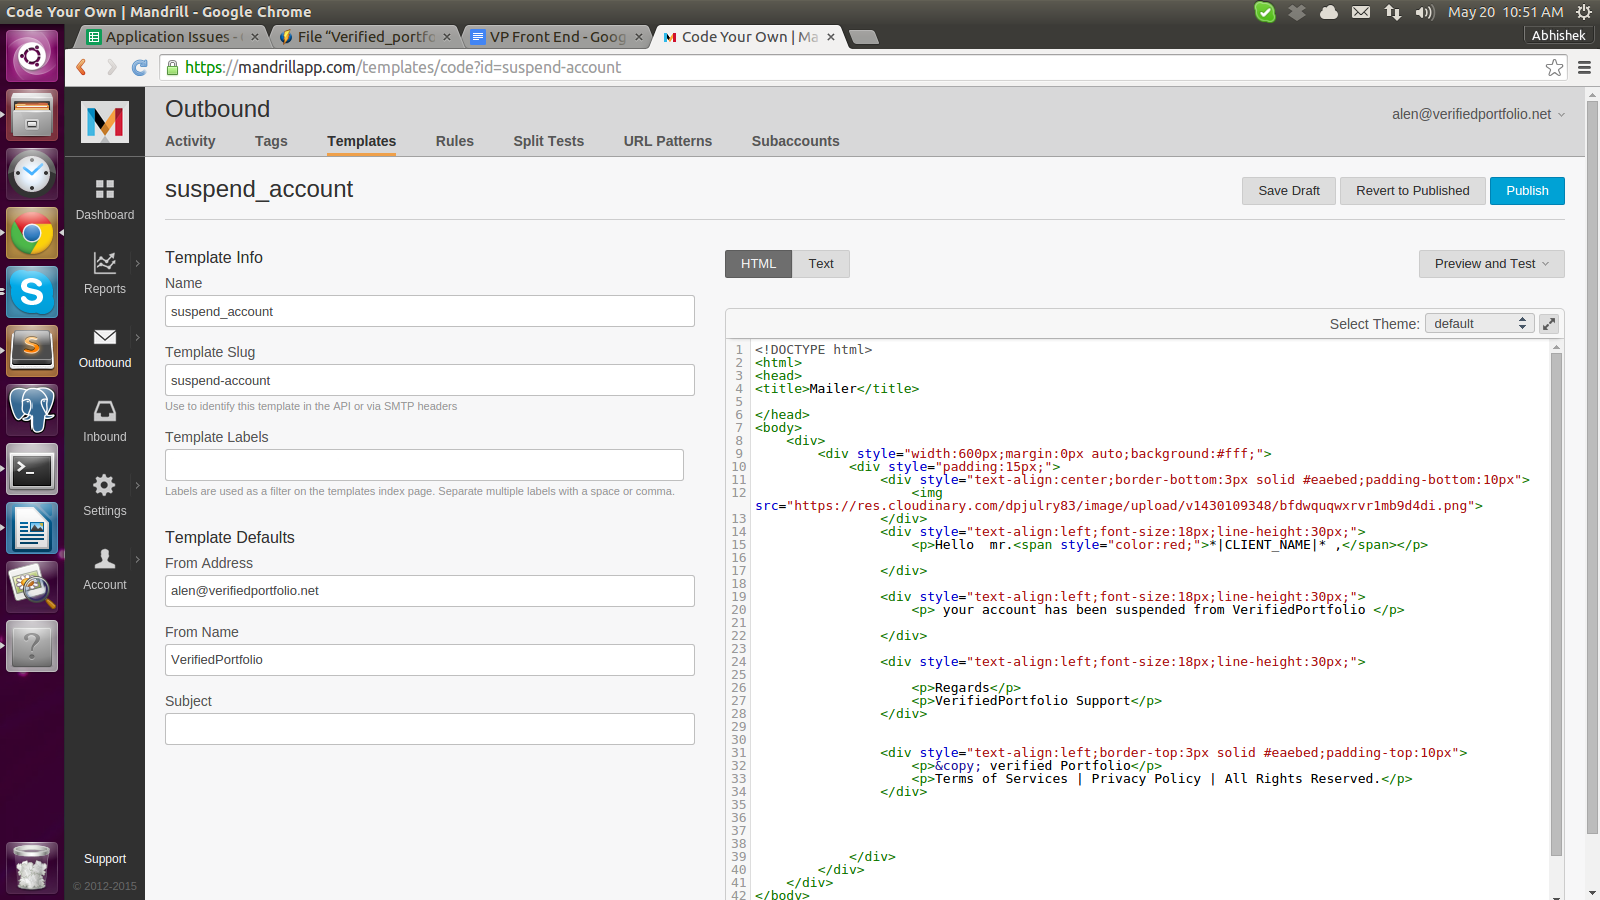 Code Your Own | Mandrill - Google Chrome
May 20 10:51 AM
Application Issues -
File “Verified_portfo
VP Front End - Goog
Code Your Own | Ma
Abhishek
https://mandrillapp.com/templates/code?id=suspend-account
Outbound
alen@verifiedportfolio.net
Activity Tags Templates Rules Split Tests URL Patterns Subaccounts
suspend_account
Save Draft Revert to Published Publish
Dashboard
Reports
Outbound
Inbound
Settings
Account
Support
© 2012-2015
Template Info
Name
suspend_account
Template Slug
suspend-account
Use to identify this template in the API or via SMTP headers
Template Labels
Labels are used as a filter on the templates index page. Separate multiple labels with a space or comma.
Template Defaults
From Address
alen@verifiedportfolio.net
From Name
VerifiedPortfolio
Subject
HTML Text
Preview and Test
Select Theme: default
1 <!DOCTYPE html>
2 <html>
3 <head>
4 <title>Mailer</title>
5
6 </head>
7 <body>
8 <div>
9 <div style="width:600px;margin:0px auto;background:#fff;">
10 <div style="padding:15px;">
11 <div style="text-align:center;border-bottom:3px solid #eaebed;padding-bottom:10px">
12 <img
src="https://res.cloudinary.com/dpjulry83/image/upload/v1430109348/bfdwquqwxrvr1mb9d4di.png">
13 </div>
14 <div style="text-align:left;font-size:18px;line-height:30px;">
15 <p>Hello  mr.<span style="color:red;">*|CLIENT_NAME|* ,</span></p>
16
17 </div>
18
19 <div style="text-align:left;font-size:18px;line-height:30px;">
20 <p> your account has been suspended from VerifiedPortfolio </p>
21
22 </div>
23
24 <div style="text-align:left;font-size:18px;line-height:30px;">
25
26 <p>Regards</p>
27 <p>VerifiedPortfolio Support</p>
28 </div>
29
30
31 <div style="text-align:left;border-top:3px solid #eaebed;padding-top:10px">
32 <p>&copy; verified Portfolio</p>
33 <p>Terms of Services | Privacy Policy | All Rights Reserved.</p>
34 </div>
35
36
37
38
39 </div>
40 </div>
41 </div>
42 </body>